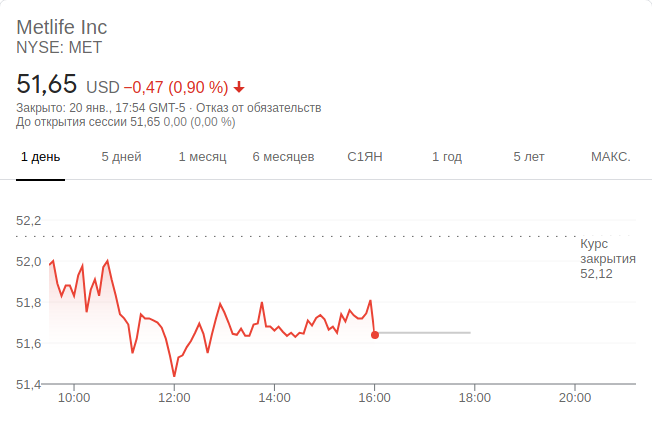 Metlife Inc
NYSE: MET
51,65 USD −0,47 (0,90 %)
Закрыто: 20 янв., 17:54 GMT-5 · Отказ от обязательств
До открытия сессии 51,65 0,00 (0,00 %)
1 день 5 дней 1 месяц 6 месяцев С1ЯН 1 год 5 лет МАКС.
52,2
Курс
закрытия
52,12
52,0
51,8
51,6
51,4
10:00 12:00 14:00 16:00 18:00 20:00